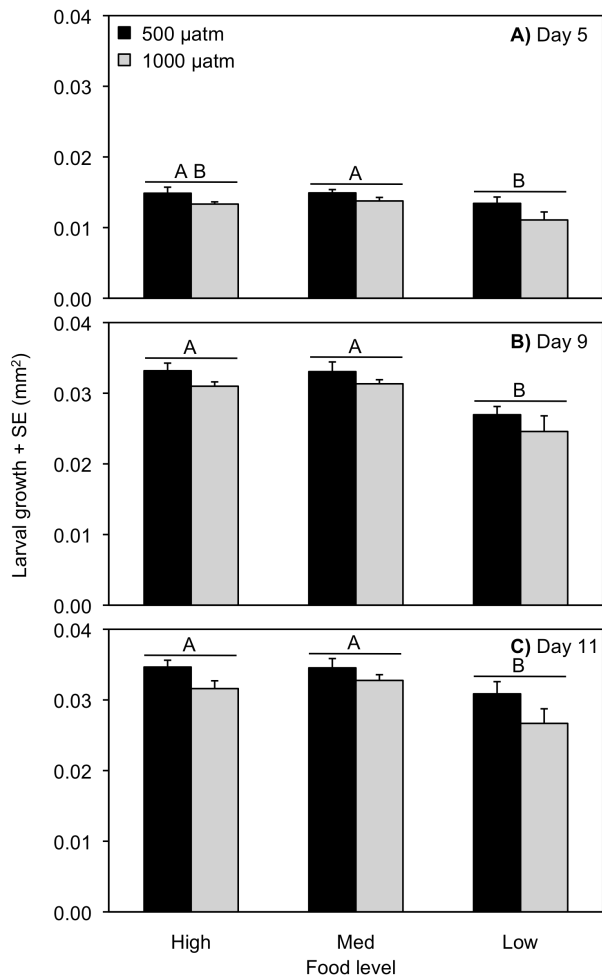 0.04
500 µatm
1000 µatm
A) Day 5
0.03
0.02
A B
A
B
0.01
0.00
0.04
B) Day 9
A
A
B
0.03
0.02
0.01
0.00
Larval growth + SE (mm²)
0.04
C) Day 11
A
A
B
0.03
0.02
0.01
0.00
High
Med
Low
Food level